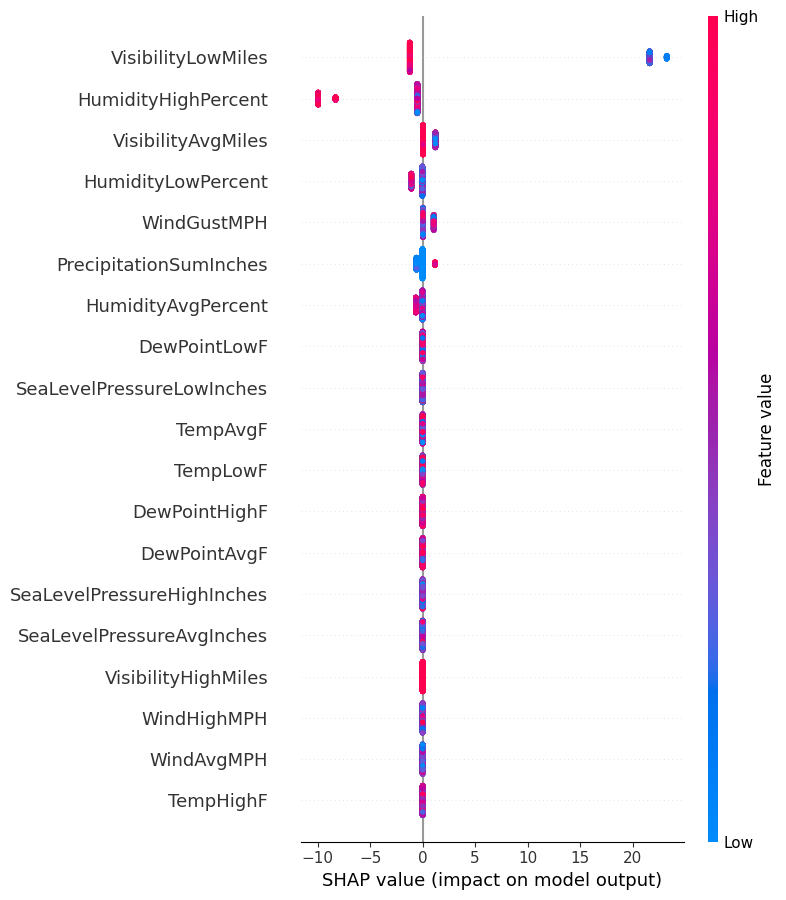 High
VisibilityLowMiles
HumidityHighPercent
VisibilityAvgMiles
HumidityLowPercent
WindGustMPH
PrecipitationSumInches
HumidityAvgPercent
DewPointLowF
SeaLevelPressureLowInches
TempAvgF
TempLowF
DewPointHighF
DewPointAvgF
SeaLevelPressureHighInches
SeaLevelPressureAvgInches
VisibilityHighMiles
WindHighMPH
WindAvgMPH
TempHighF
Feature value
Low
−10 −5 0 5 10 15 20
SHAP value (impact on model output)